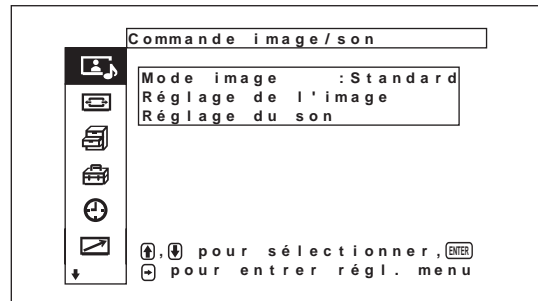 Commande image/son
Mode image :Standard
Réglage de l'image
Réglage du son
, pour sélectionner, ENTER
pour entrer régl. menu